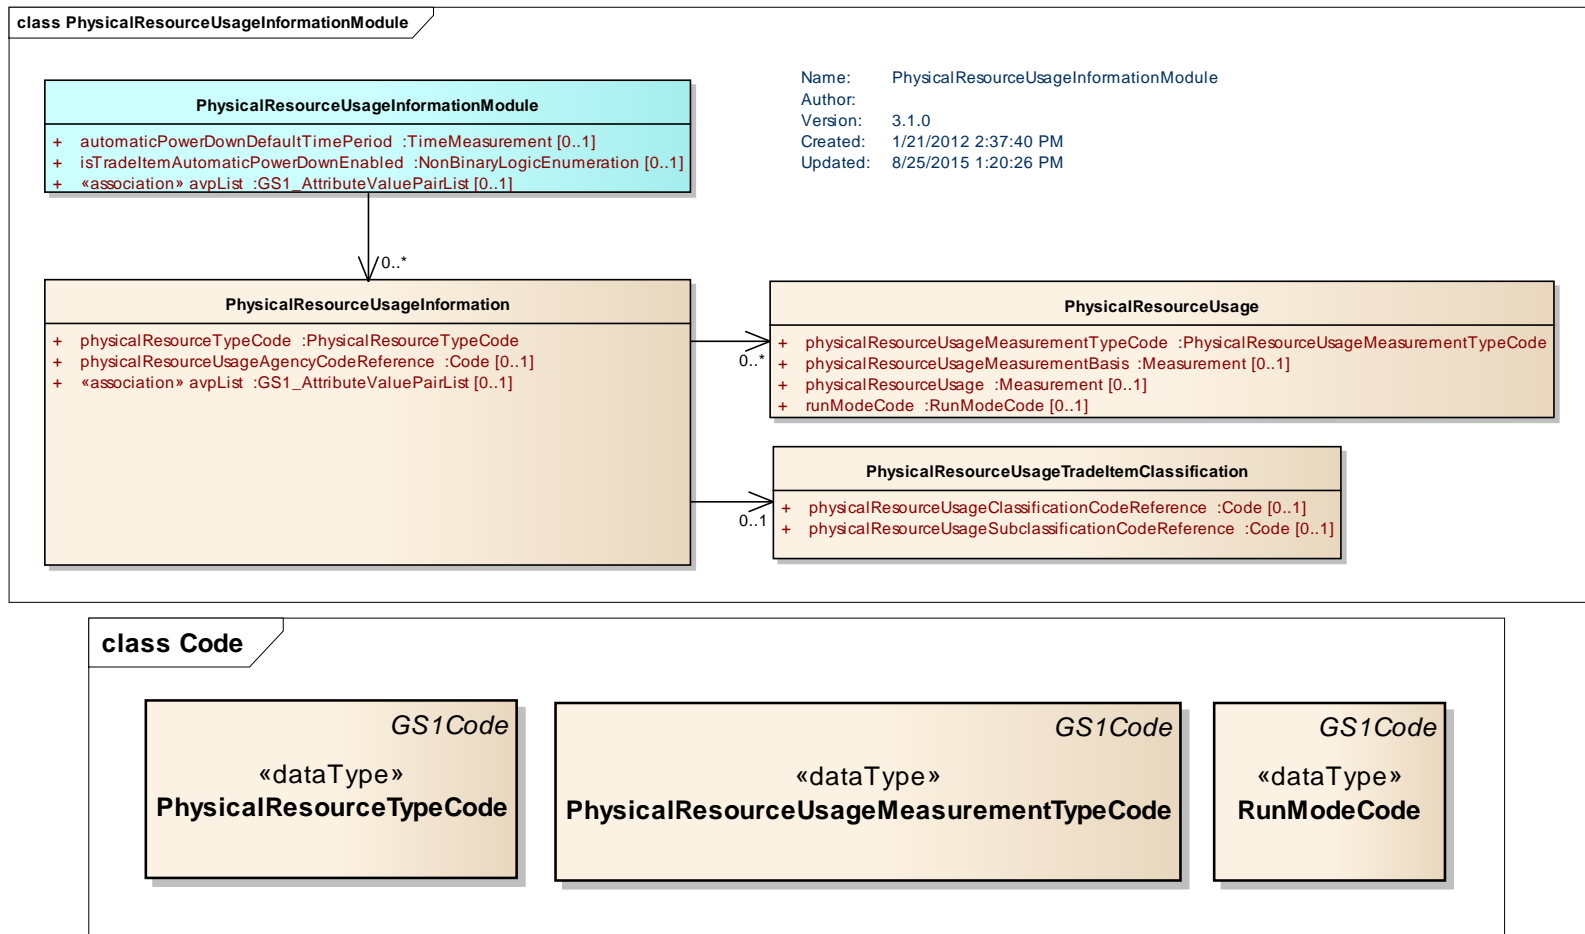 class PhysicalResourceUsageInformationModule
PhysicalResourceUsageInformationModule
+ automaticPowerDownDefaultTimePeriod :TimeMeasurement [0..1]
+ isTradeItemAutomaticPowerDownEnabled :NonBinaryLogicEnumeration [0..1]
+ «association» avpList :GS1_AttributeValuePairList [0..1]
Name: PhysicalResourceUsageInformationModule
Author:
Version: 3.1.0
Created: 1/21/2012 2:37:40 PM
Updated: 8/25/2015 1:20:26 PM
0..*
PhysicalResourceUsageInformation
+ physicalResourceTypeCode :PhysicalResourceTypeCode
+ physicalResourceUsageAgencyCodeReference :Code [0..1]
+ «association» avpList :GS1_AttributeValuePairList [0..1]
0..*
PhysicalResourceUsage
+ physicalResourceUsageMeasurementTypeCode :PhysicalResourceUsageMeasurementTypeCode
+ physicalResourceUsageMeasurementBasis :Measurement [0..1]
+ physicalResourceUsage :Measurement [0..1]
+ runModeCode :RunModeCode [0..1]
0..1
PhysicalResourceUsageTradeItemClassification
+ physicalResourceUsageClassificationCodeReference :Code [0..1]
+ physicalResourceUsageSubclassificationCodeReference :Code [0..1]
class Code
GS1Code
«dataType»
PhysicalResourceTypeCode
GS1Code
«dataType»
PhysicalResourceUsageMeasurementTypeCode
GS1Code
«dataType»
RunModeCode